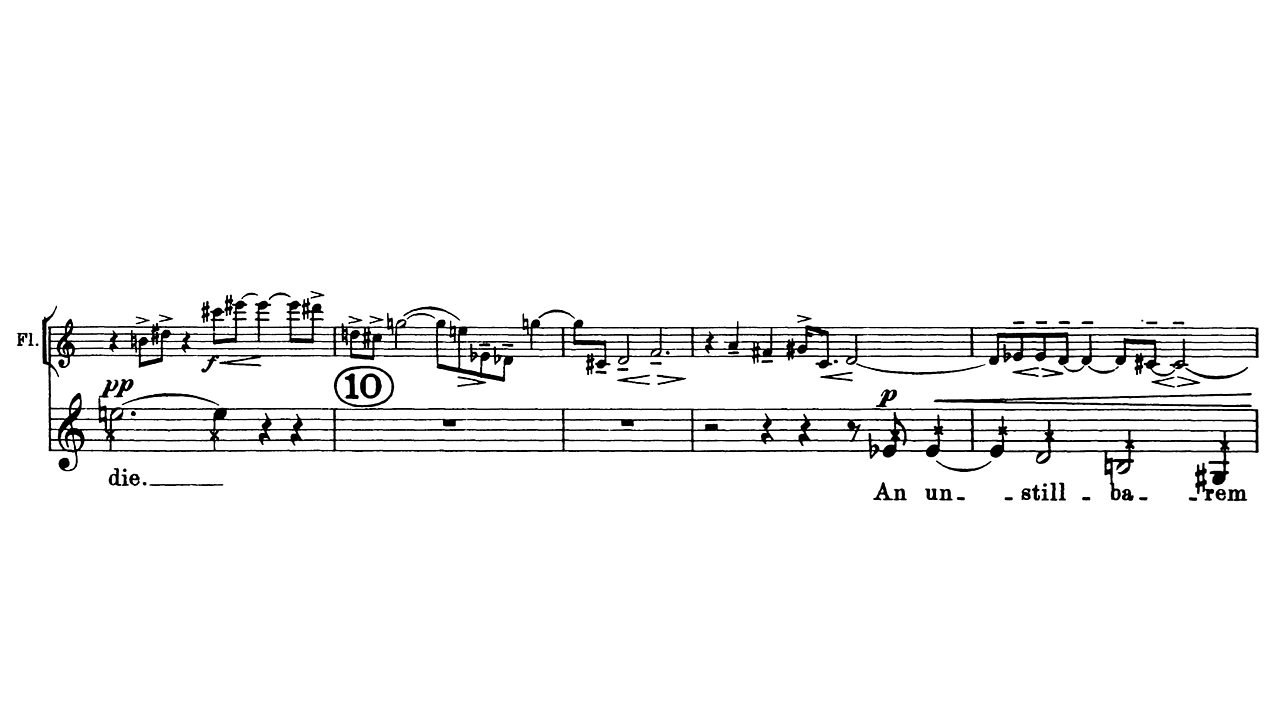 Fl.
f
pp
10
p
die.
An un - - still - ba - - rem